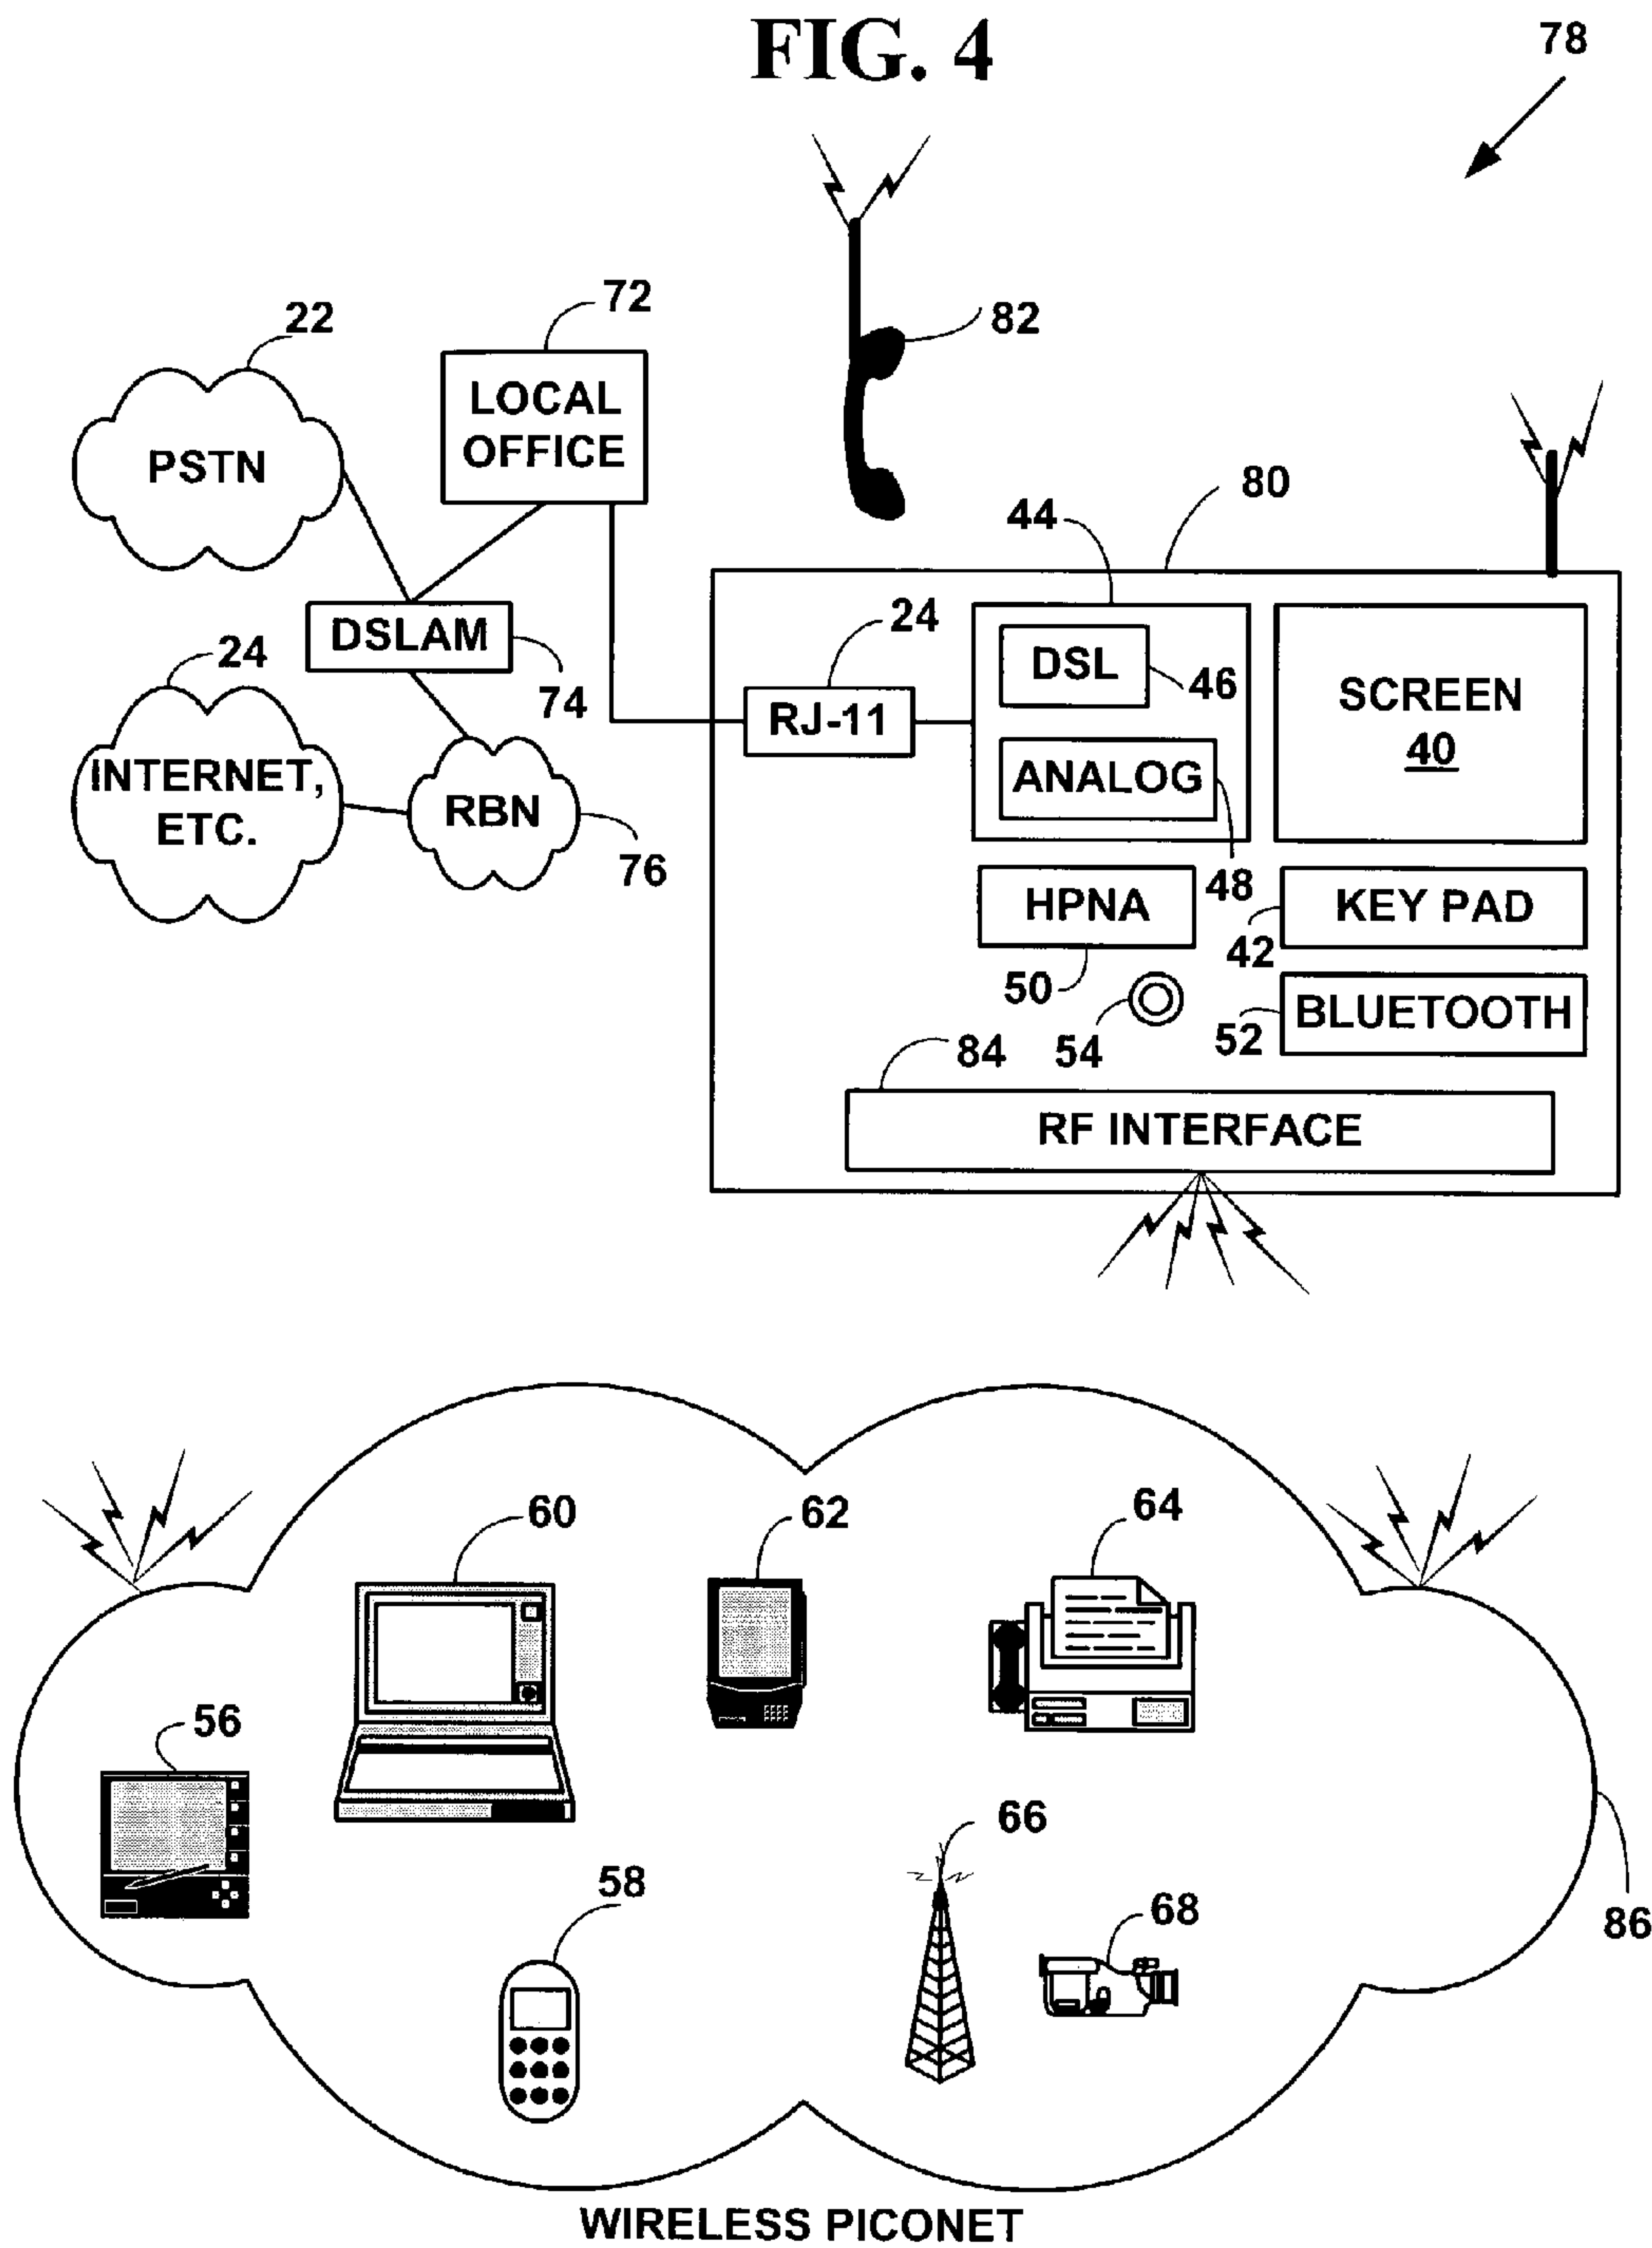 FIG. 4
78
22
72
82
PSTN
LOCAL
OFFICE
80
44
24
DSLAM
74
24
RJ-11
DSL
46
ANALOG
48
SCREEN
40
INTERNET,
ETC.
RBN
76
HPNA
50
KEY PAD
42
54
BLUETOOTH
52
84
RF INTERFACE
60
62
64
56
66
58
68
86
WIRELESS PICONET